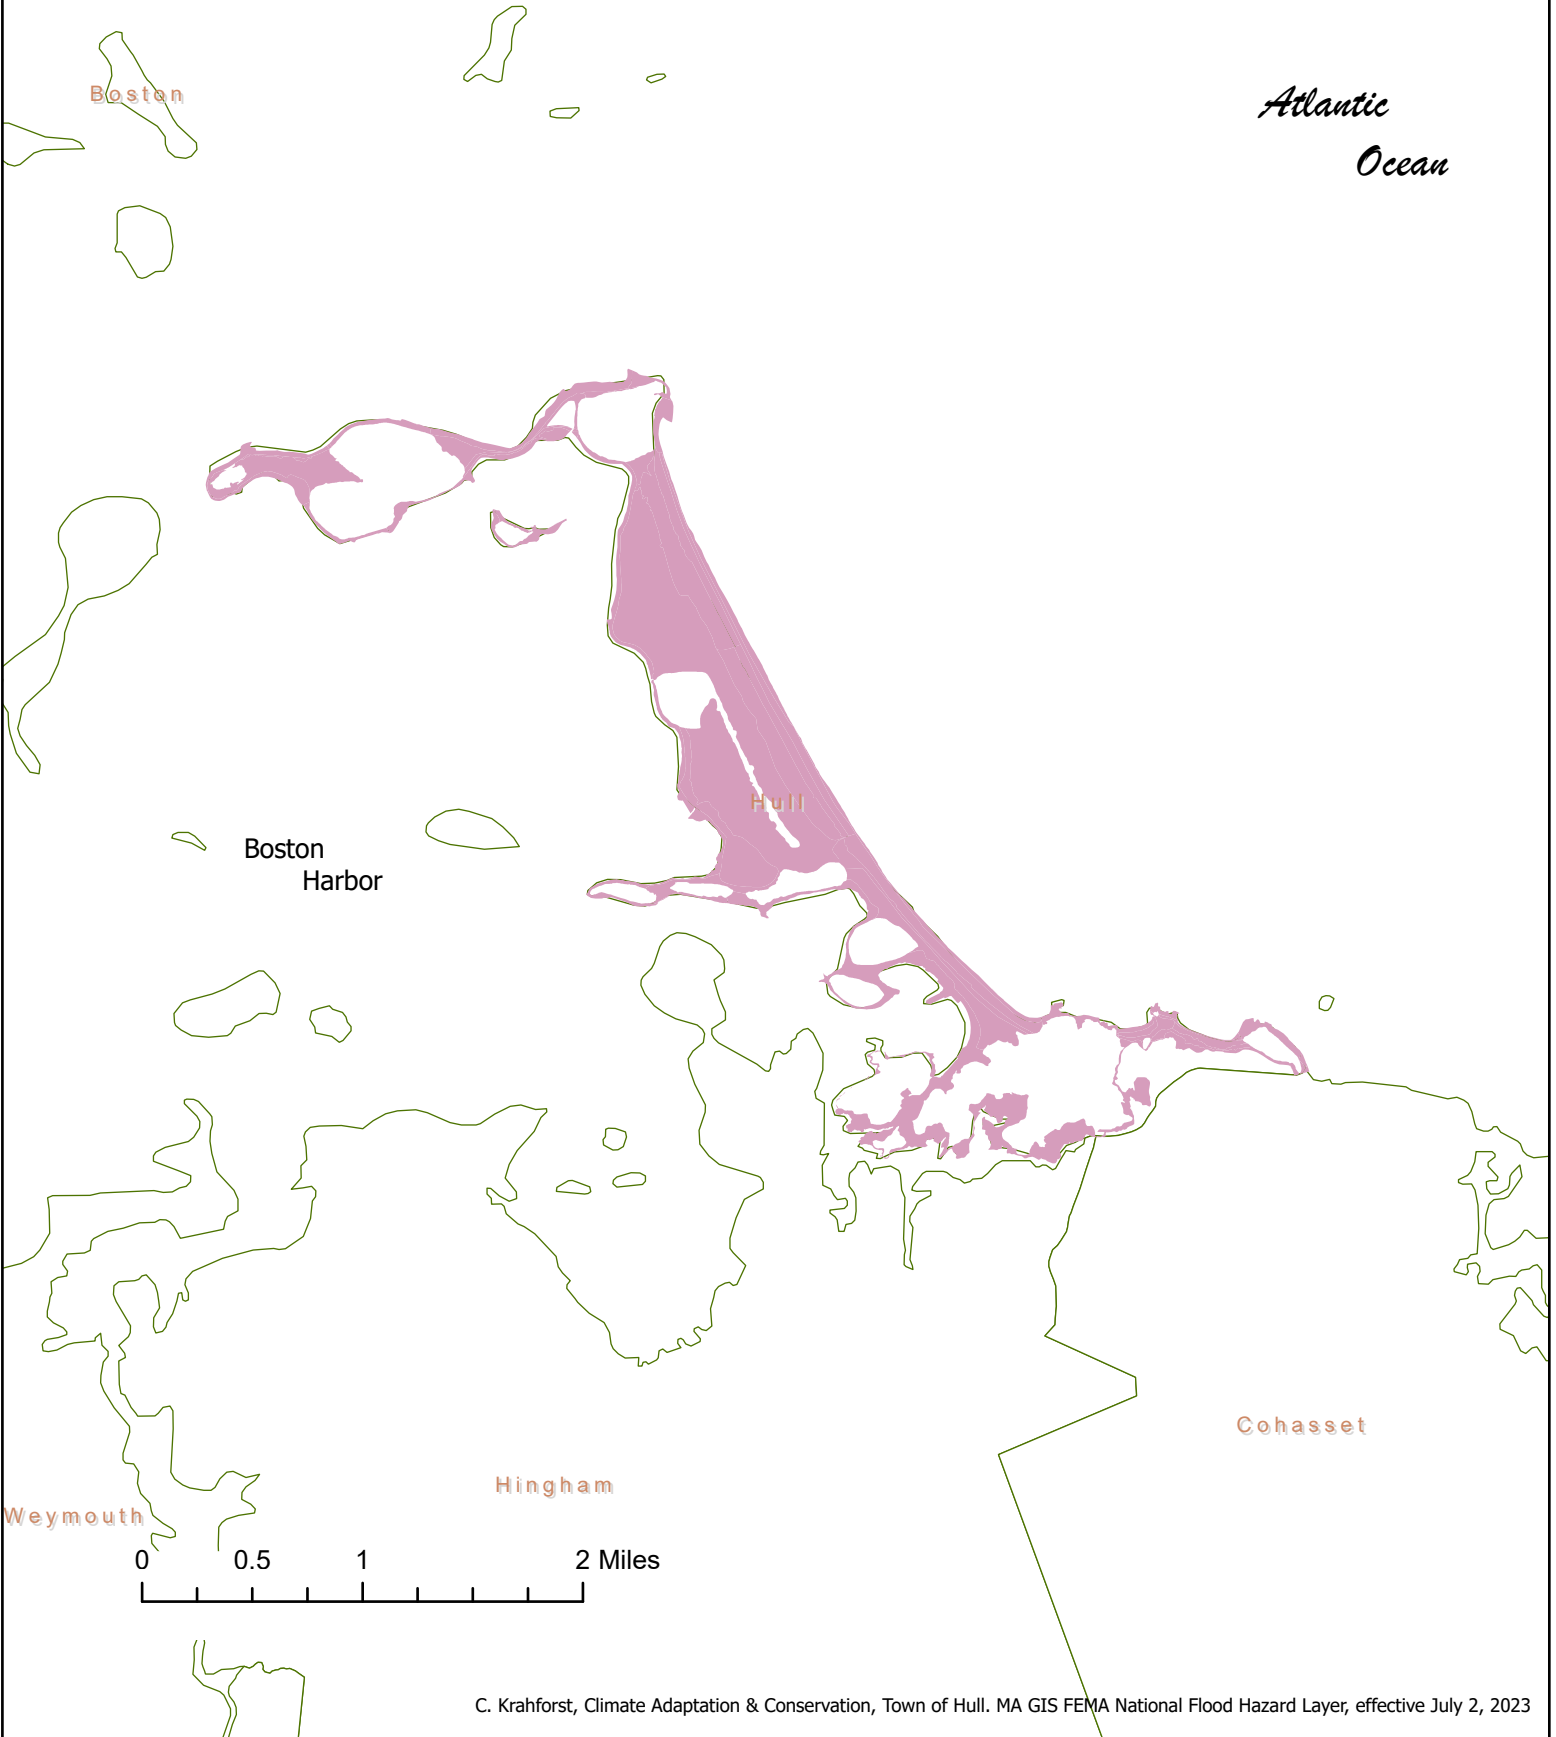 Boston
Atlantic
Ocean
Hull
Boston
Harbor
Cohasset
Hingham
Weymouth
0 0.5 1 2 Miles
C. Krahforst, Climate Adaptation & Conservation, Town of Hull. MA GIS FEMA National Flood Hazard Layer, effective July 2, 2023